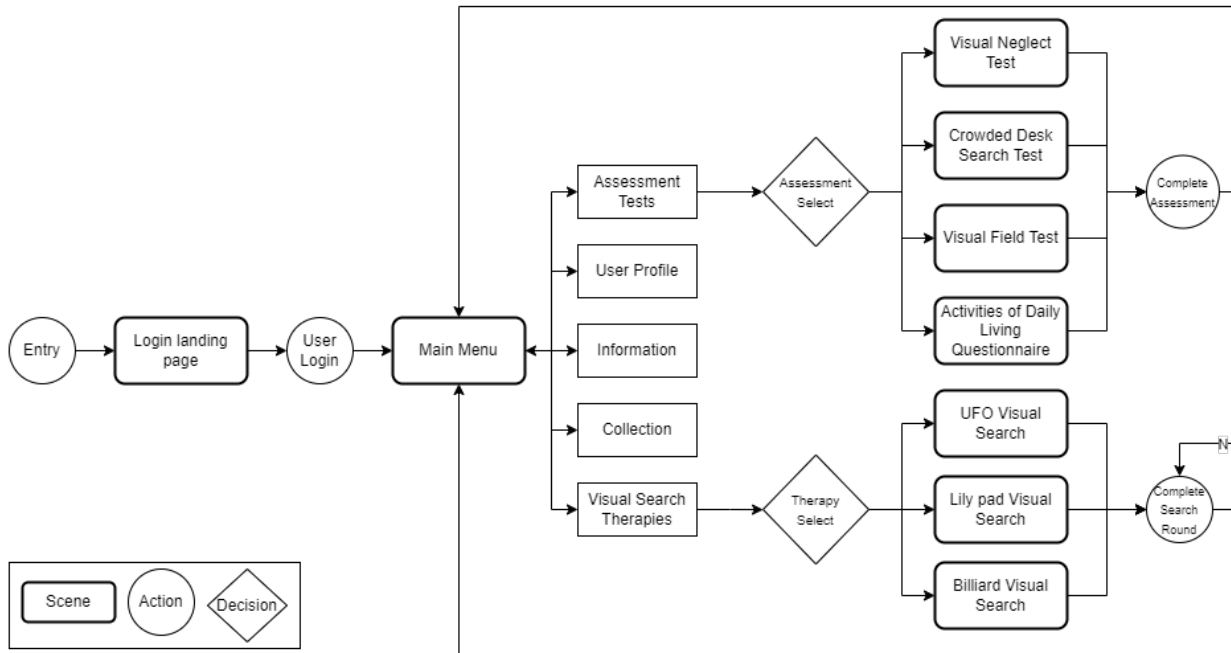 Visual Neglect
Test
Crowded Desk
Search Test
Assessment
Tests
Assessment
Select
Complete
Assessment
User Profile
Visual Field Test
Entry
Login landing
page
User
Login
Main Menu
Information
Activities of Daily
Living
Questionnaire
Collection
UFO Visual
Search
N
Visual Search
Therapies
Therapy
Select
Lily pad Visual
Search
Complete
Search
Round
Billiard Visual
Search
Scene
Action
Decision